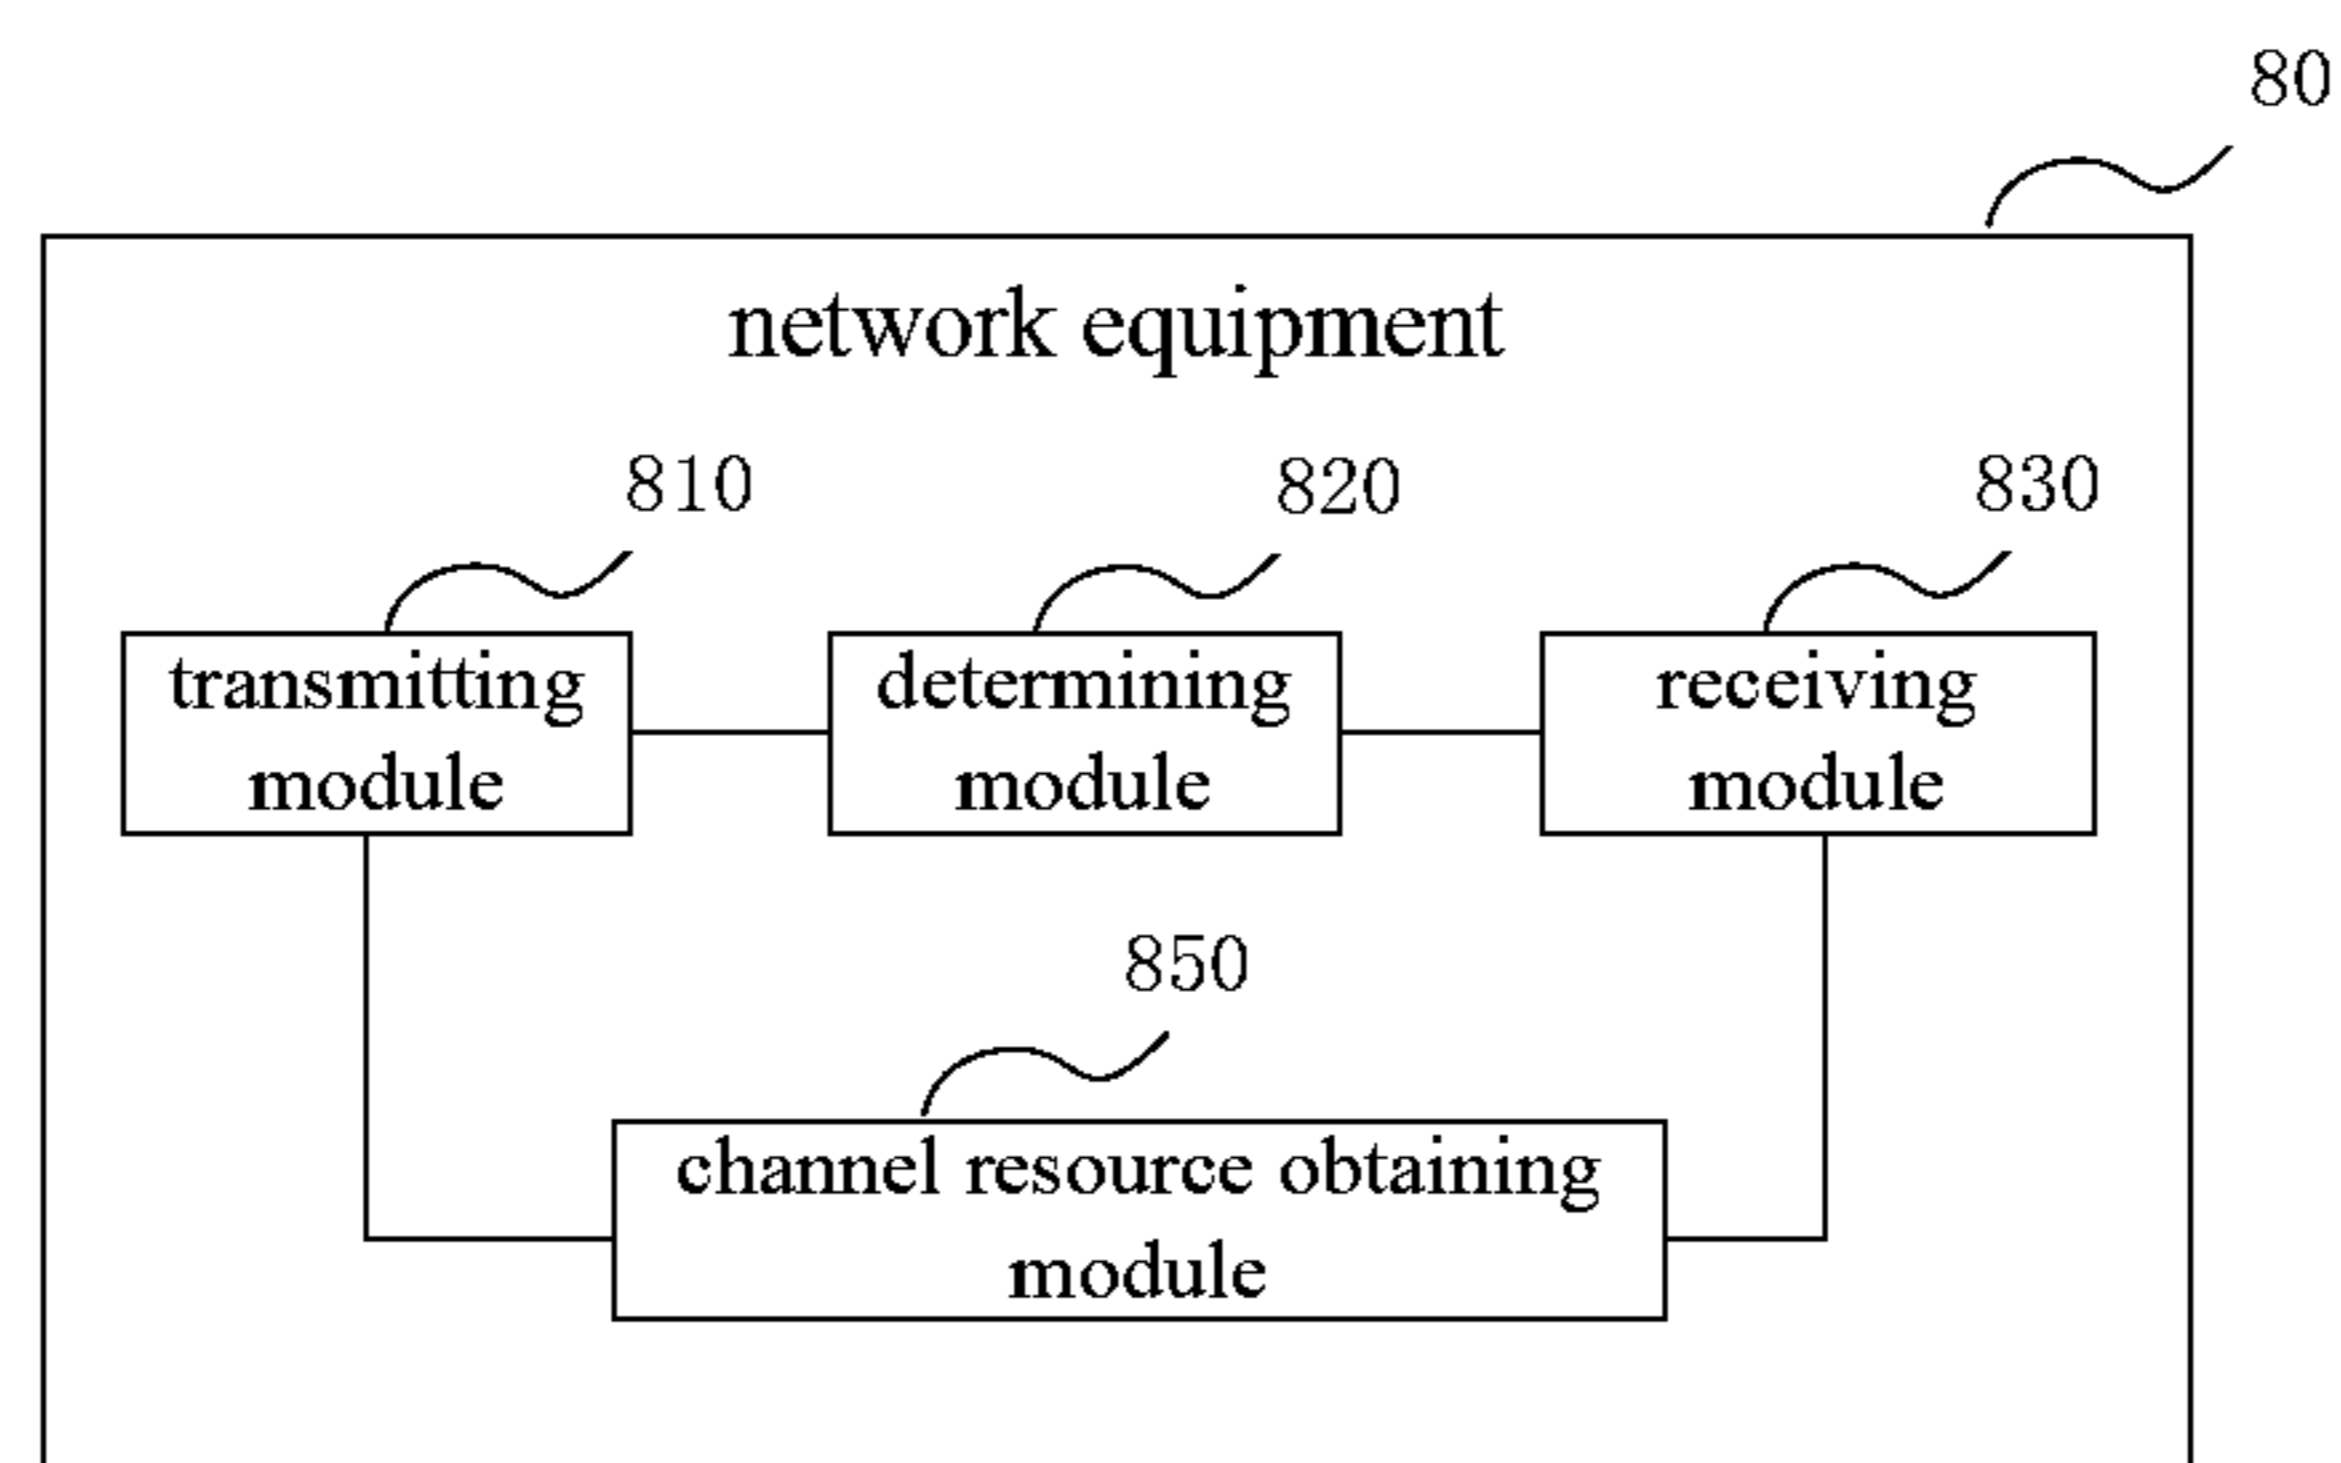 80
network equipment
810
820
830
transmitting
module
determining
module
receiving
module
850
channel resource obtaining
module